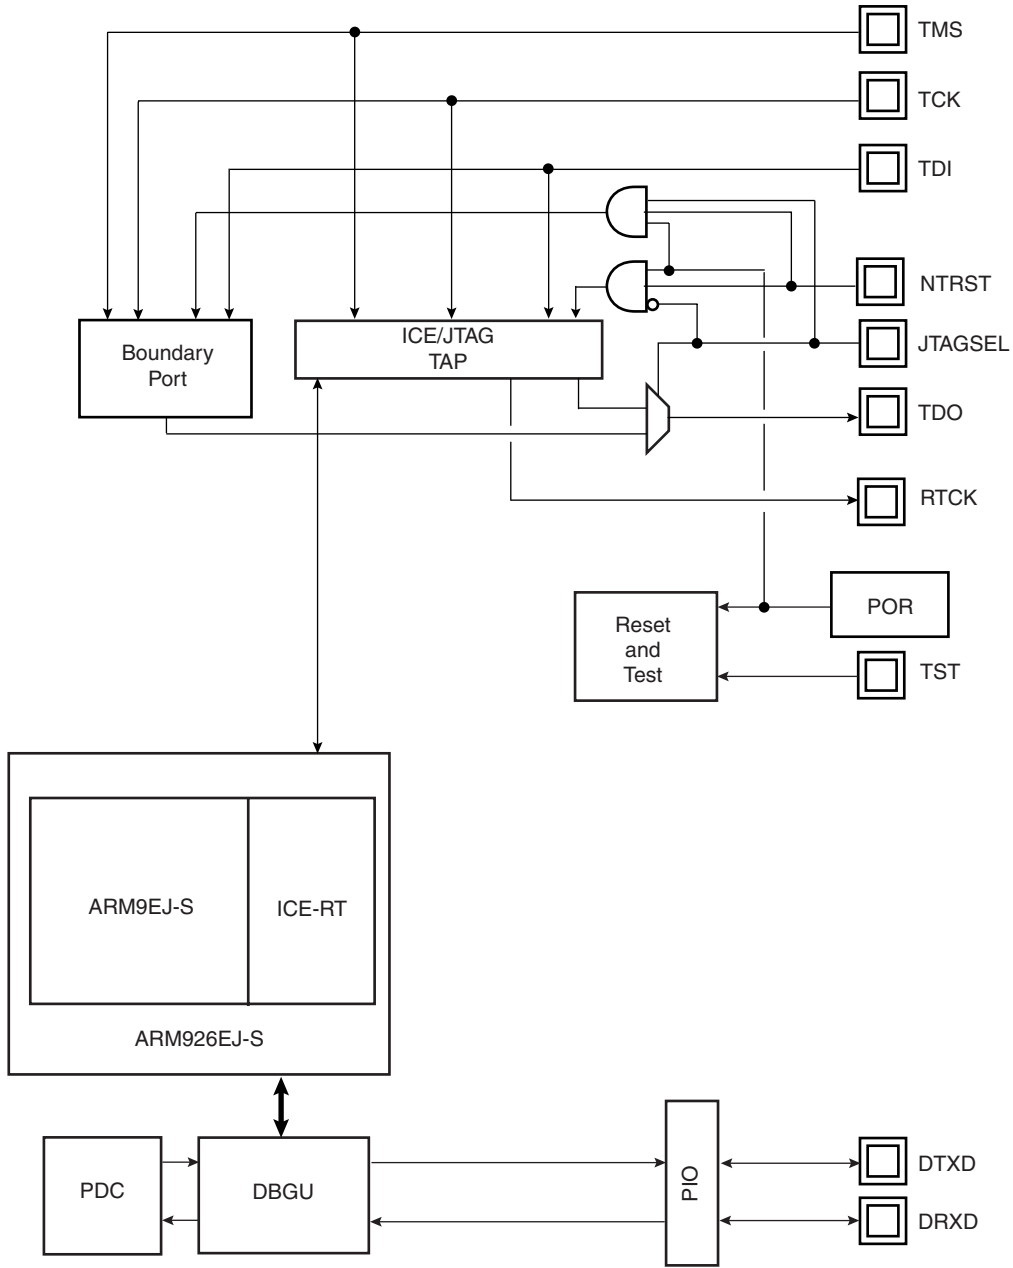 TMS
TCK
TDI
NTRST
JTAGSEL
TDO
RTCK
Boundary
Port
ICE/JTAG
TAP
POR
Reset
and
Test
TST
ARM9EJ-S
ICE-RT
ARM926EJ-S
PDC
DBGU
PIO
DTXD
DRXD